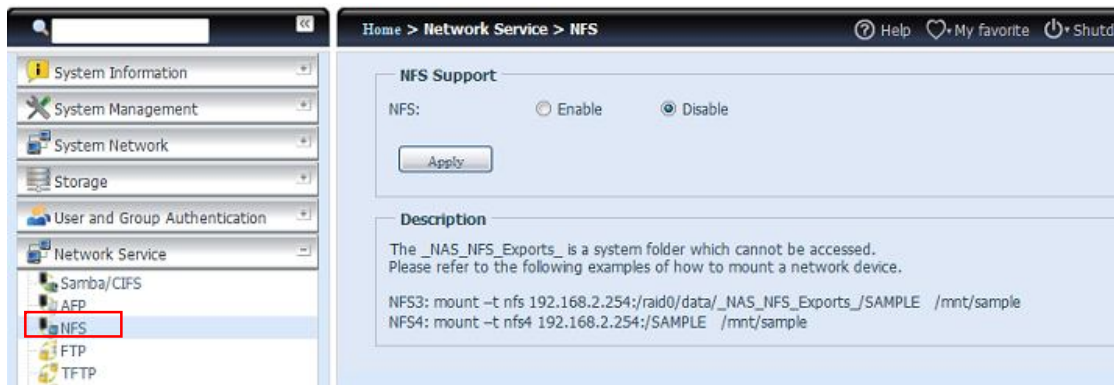 Home > Network Service > NFS
Help
My favorite
Shutd
System Information
System Management
System Network
Storage
User and Group Authentication
Network Service
Samba/CIFS
AFP
NFS
FTP
TFTP
NFS Support
NFS:
Enable
Disable
Apply
Description
The _NAS_NFS_Exports_ is a system folder which cannot be accessed.
Please refer to the following examples of how to mount a network device.
NFS3: mount –t nfs 192.168.2.254:/raid0/data/_NAS_NFS_Exports_/SAMPLE /mnt/sample
NFS4: mount –t nfs4 192.168.2.254:/SAMPLE /mnt/sample